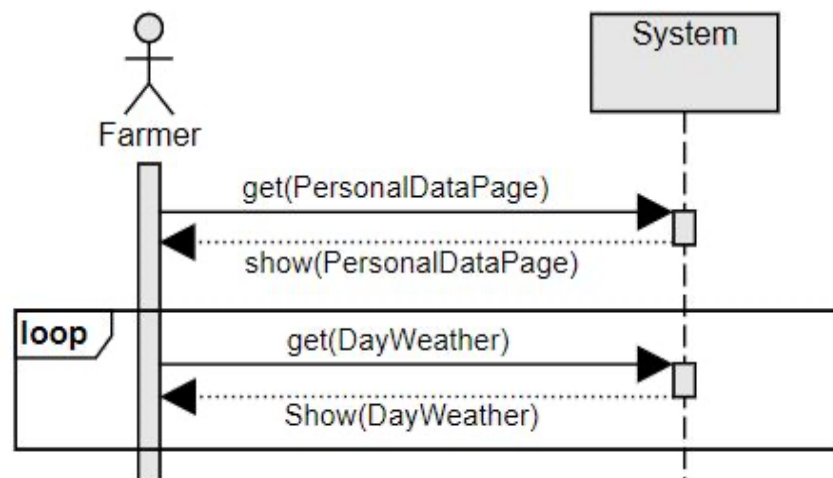 System
Farmer
get(PersonalDataPage)
show(PersonalDataPage)
loop
get(DayWeather)
Show(DayWeather)